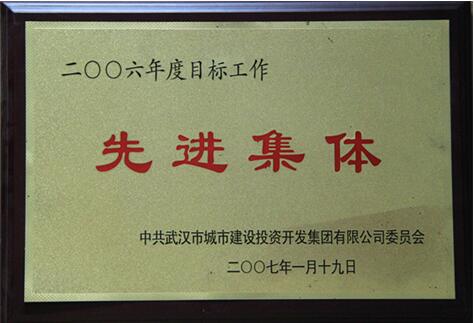 二〇〇六年度目标工作
先进集体
中共武汉市城市建设投资开发集团有限公司委员会
二〇〇七年一月十九日